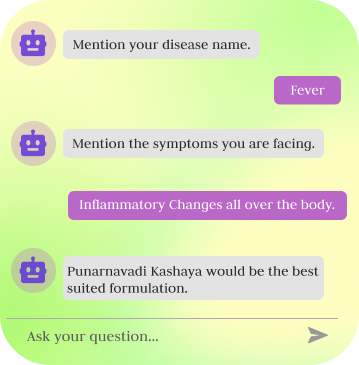 Mention your disease name.
Fever
Mention the symptoms you are facing.
Inflammatory Changes all over the body.
Punarnavadi Kashaya would be the best
suited formulation.
Ask your question...